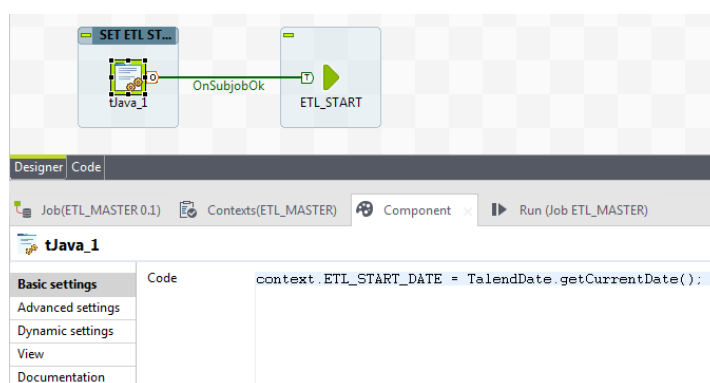 SET ETL ST...
OnSubjobOk
tJava_1
ETL_START
Designer Code
Job(ETL_MASTER 0.1) Contexts(ETL_MASTER) Component Run (Job ETL_MASTER)
tJava_1
Basic settings
Code
context.ETL_START_DATE = TalendDate.getCurrentDate();
Advanced settings
Dynamic settings
View
Documentation